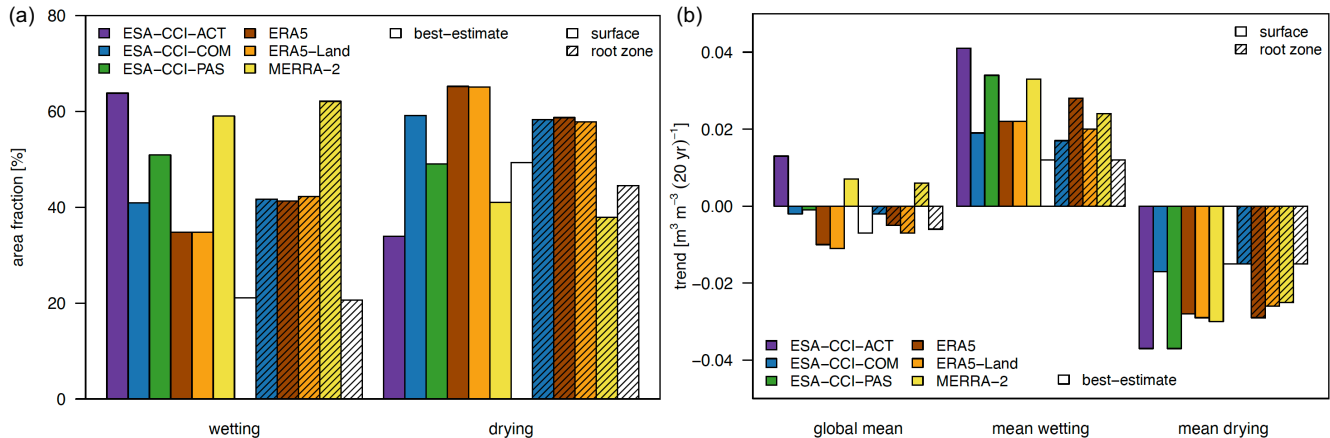 (a)
80
60
40
20
0
area fraction [%]
ESA−CCI−ACT
ESA−CCI−COM
ESA−CCI−PAS
ERA5
ERA5−Land
MERRA−2
best−estimate
surface
root zone
wetting
drying
(b)
0.04
0.02
0.00
−0.02
−0.04
trend [m³ m⁻³ (20 yr)⁻¹]
surface
root zone
ESA−CCI−ACT
ESA−CCI−COM
ESA−CCI−PAS
ERA5
ERA5−Land
MERRA−2
best−estimate
global mean
mean wetting
mean drying